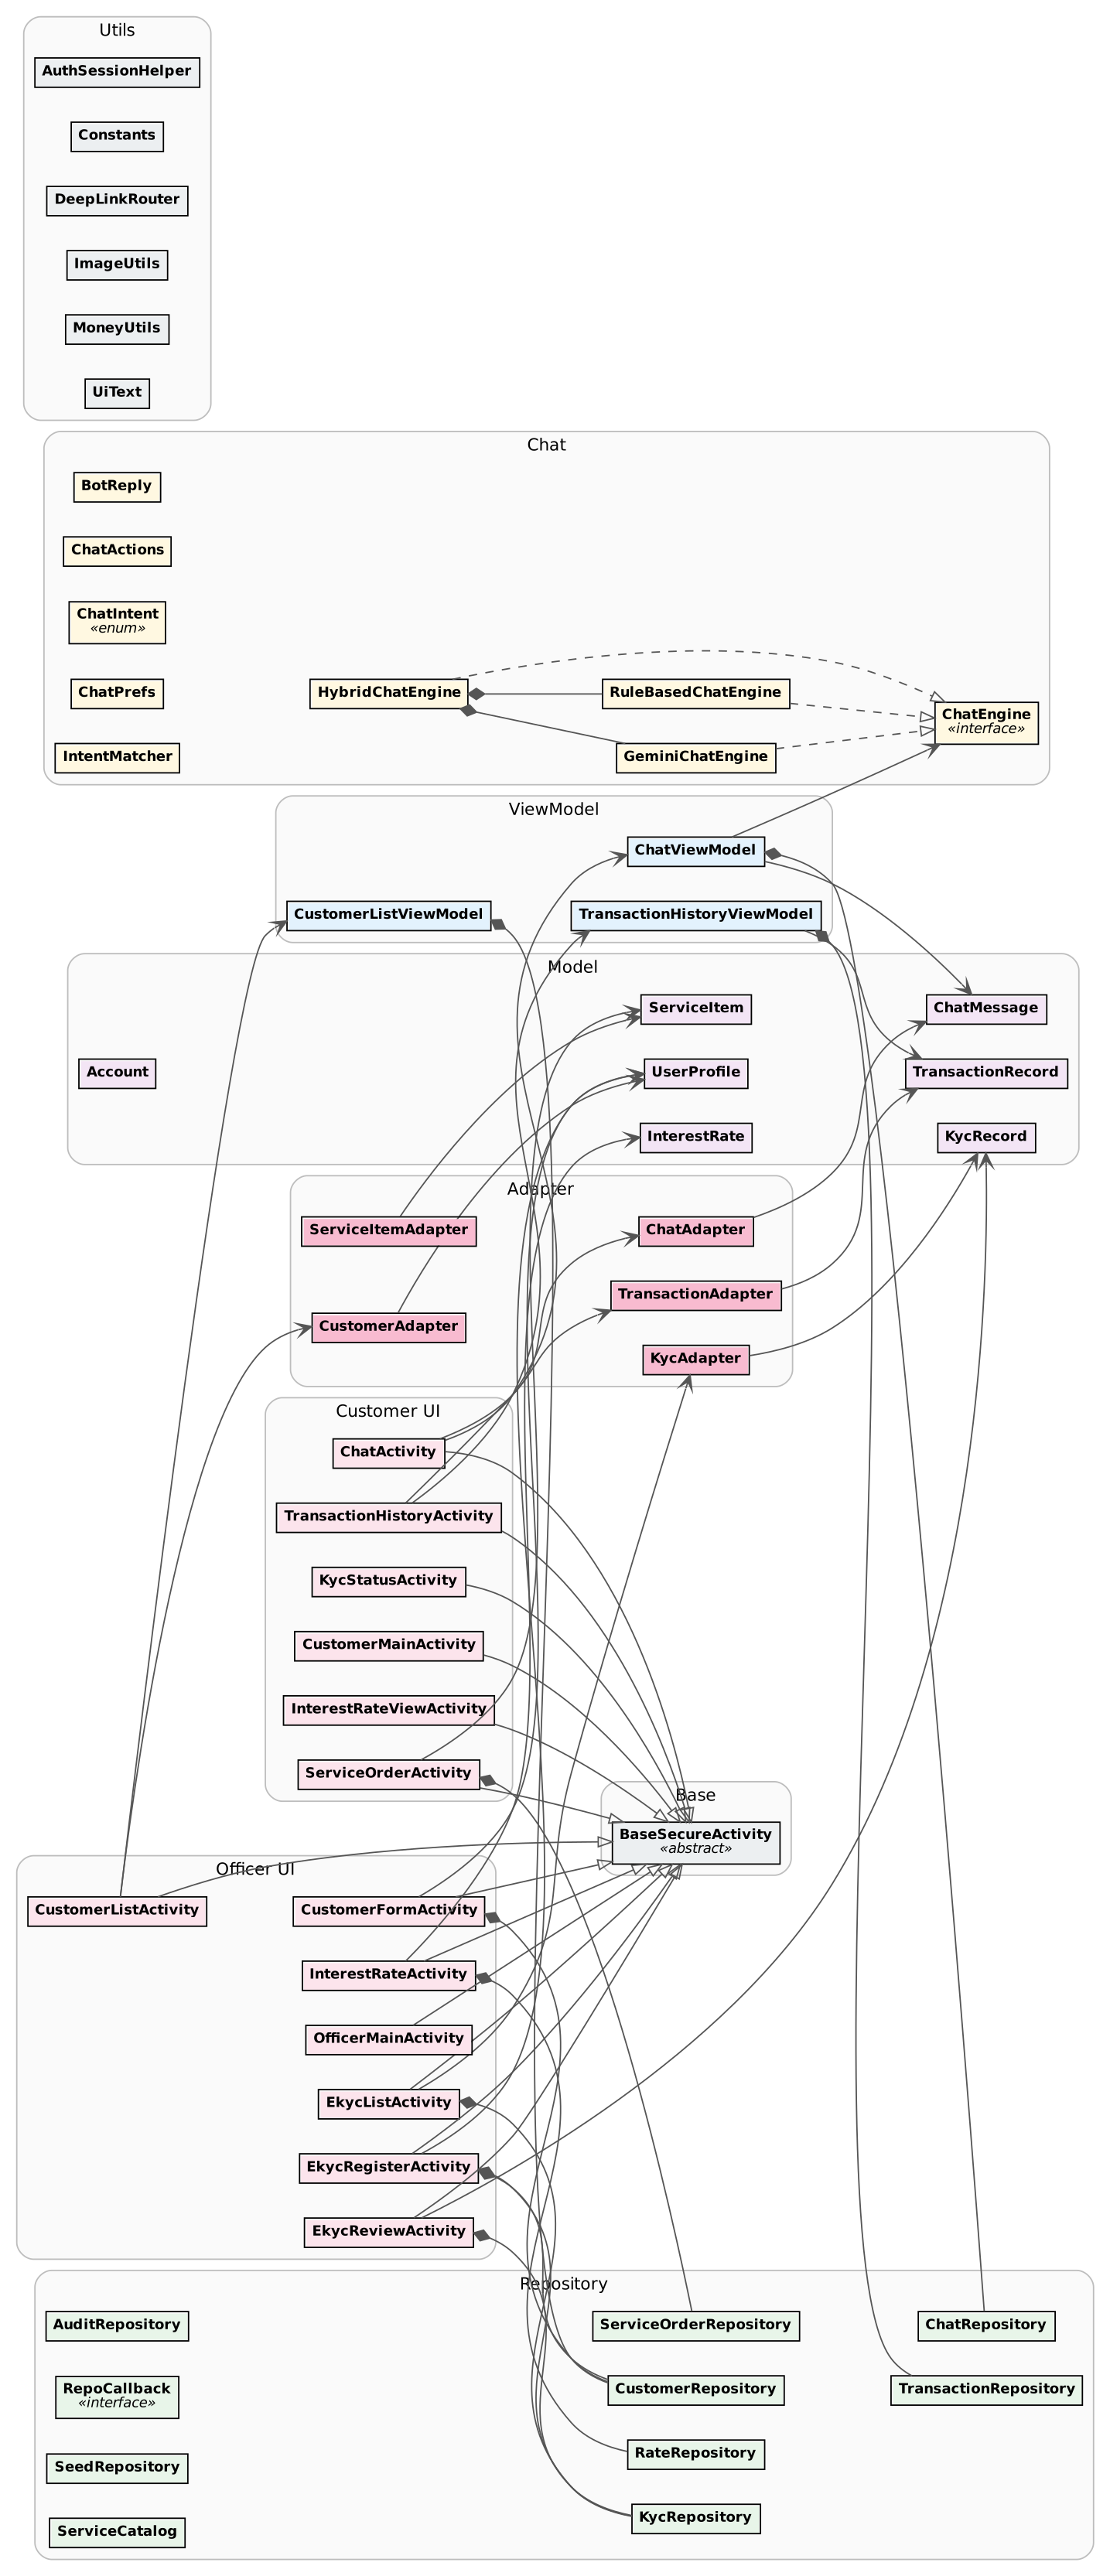 Utils
AuthSessionHelper
Constants
DeepLinkRouter
ImageUtils
MoneyUtils
UiText
Chat
BotReply
ChatActions
ChatIntent
«enum»
ChatPrefs
HybridChatEngine
RuleBasedChatEngine
ChatEngine
«interface»
IntentMatcher
GeminiChatEngine
ViewModel
ChatViewModel
CustomerListViewModel
TransactionHistoryViewModel
Model
ServiceItem
ChatMessage
Account
UserProfile
TransactionRecord
InterestRate
KycRecord
Adapter
ServiceItemAdapter
ChatAdapter
TransactionAdapter
CustomerAdapter
KycAdapter
Customer UI
ChatActivity
TransactionHistoryActivity
KycStatusActivity
CustomerMainActivity
InterestRateViewActivity
ServiceOrderActivity
Base
BaseSecureActivity
«abstract»
Officer UI
CustomerListActivity
CustomerFormActivity
InterestRateActivity
OfficerMainActivity
EkycListActivity
EkycRegisterActivity
EkycReviewActivity
Repository
AuditRepository
ServiceOrderRepository
ChatRepository
RepoCallback
«interface»
CustomerRepository
TransactionRepository
SeedRepository
RateRepository
ServiceCatalog
KycRepository